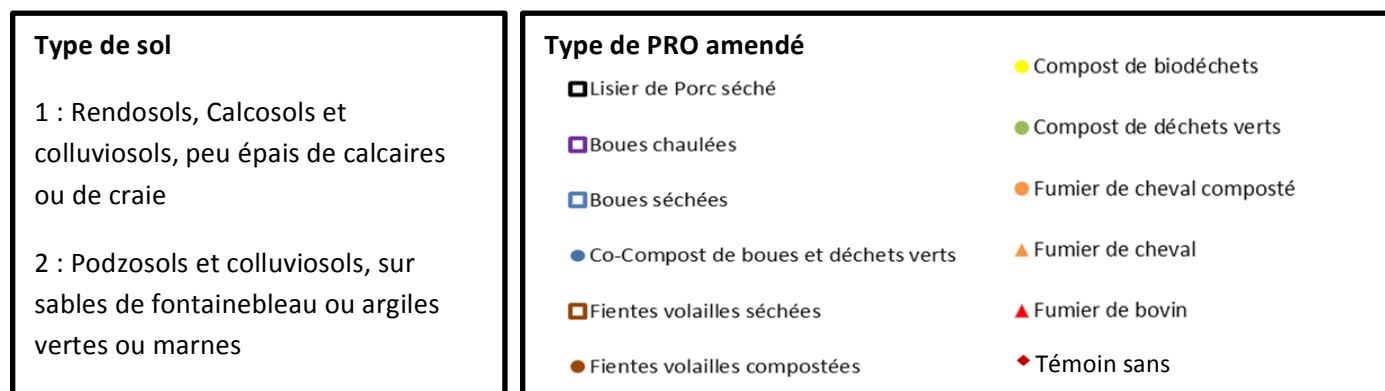 Type de sol
1 : Rendosols, Calcosols et
colluviosols, peu épais de calcaires
ou de craie
2 : Podzosols et colluviosols, sur
sables de fontainebleau ou argiles
vertes ou marnes
Type de PRO amendé
Lisier de Porc séché
Boues chaulées
Boues séchées
Co-Compost de boues et déchets verts
Fientes volailles séchées
Fientes volailles compostées
Compost de biodéchets
Compost de déchets verts
Fumier de cheval composté
Fumier de cheval
Fumier de bovin
Témoin sans